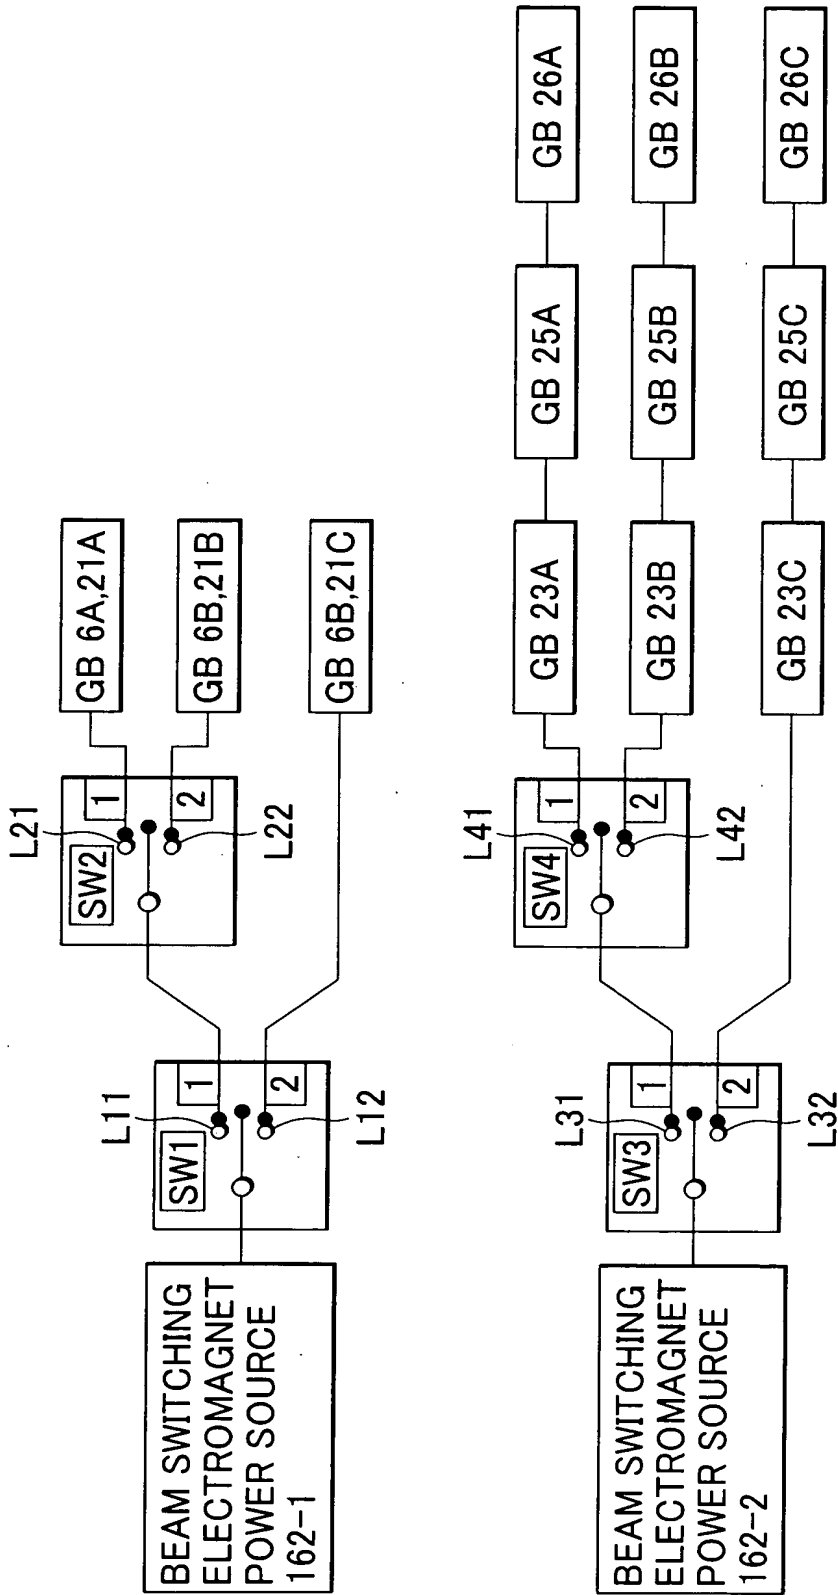 BEAM SWITCHING
ELECTROMAGNET
POWER SOURCE
162-1
SW1
L11
1
2
L12
SW2
L21
1
2
L22
GB 6A,21A
GB 6B,21B
GB 6B,21C
BEAM SWITCHING
ELECTROMAGNET
POWER SOURCE
162-2
SW3
L31
1
2
L32
SW4
L41
1
2
L42
GB 23A
GB 25A
GB 26A
GB 23B
GB 25B
GB 26B
GB 23C
GB 25C
GB 26C